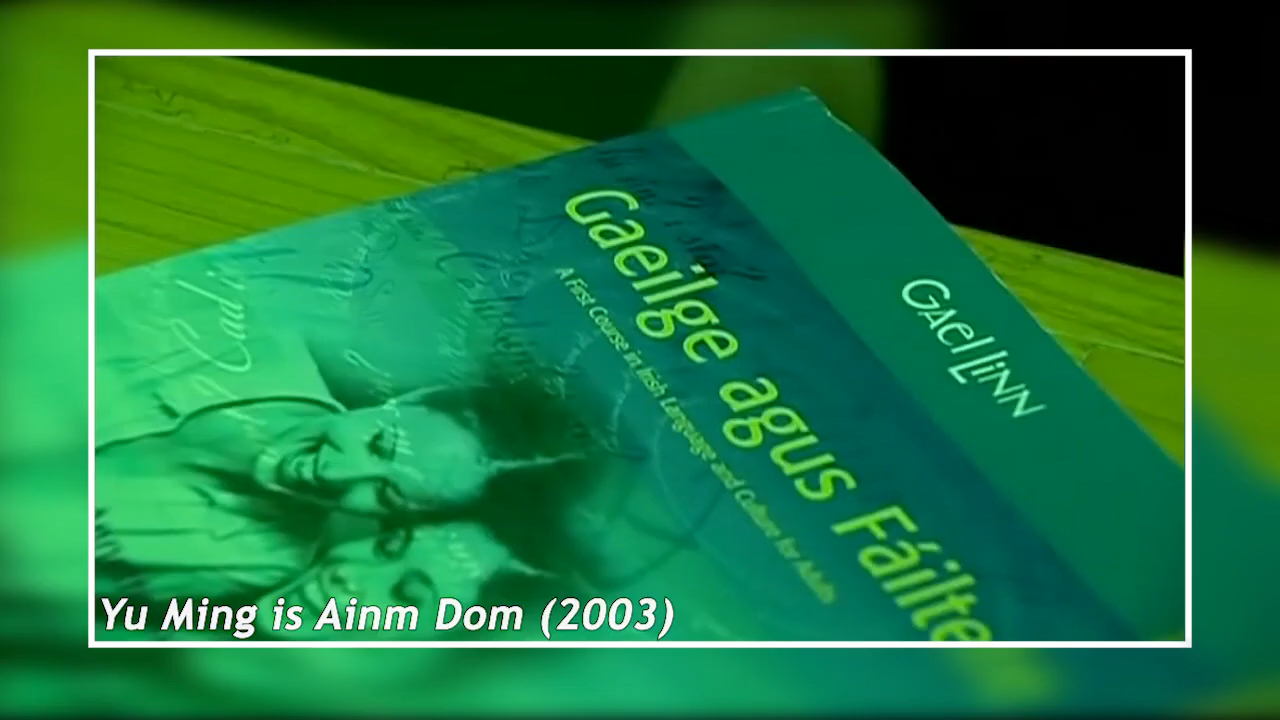 Gaeilge agus Fáilte
A First Course in Irish Language and Culture for Adults
GAEL LINN
Yu Ming is Ainm Dom (2003)